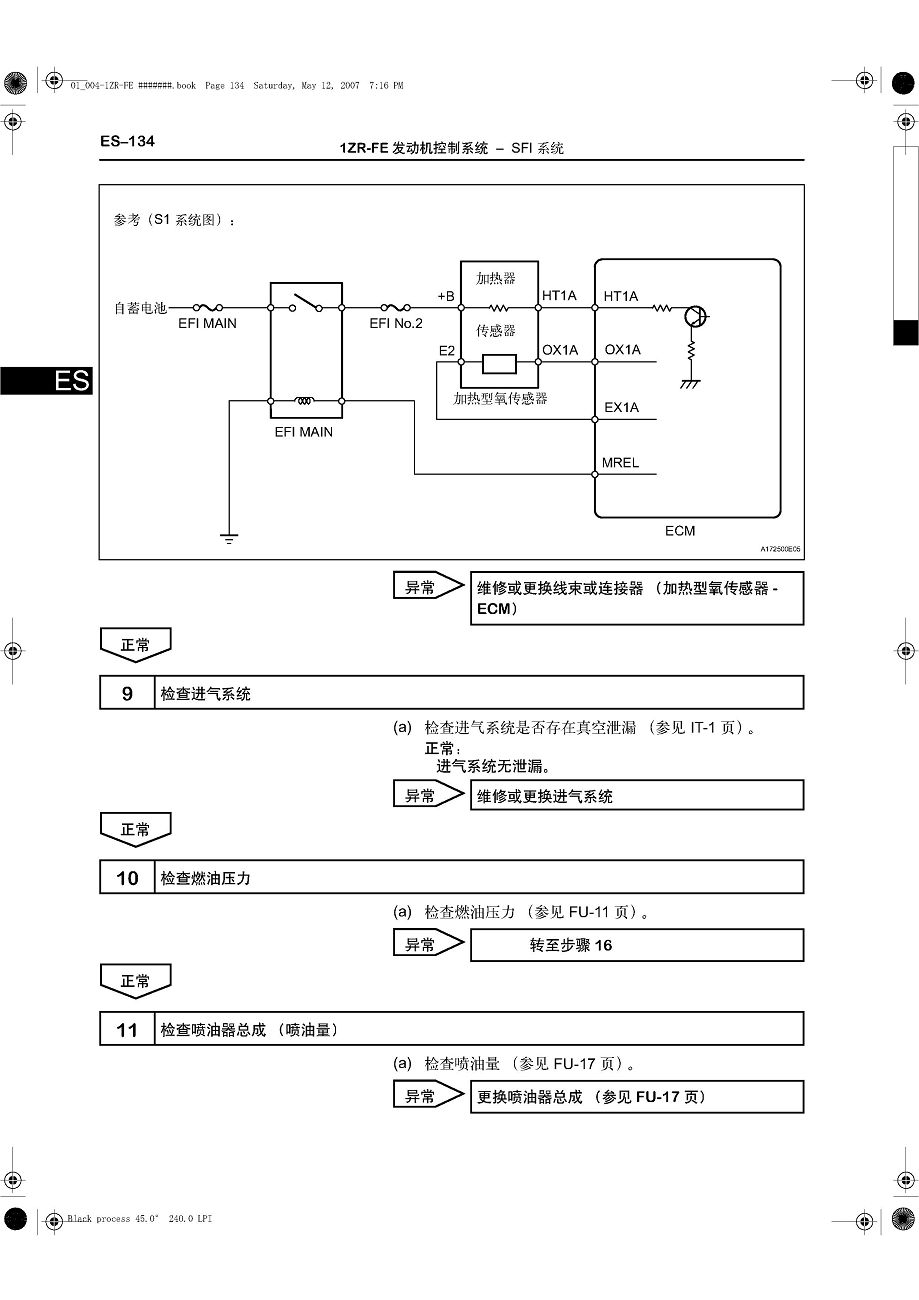 01_004-1ZR-FE #######.book Page 134 Saturday, May 12, 2007 7:16 PM
ES–134
1ZR-FE 发动机控制系统 – SFI 系统
参考（S1 系统图）：
加热器
+B
HT1A
HT1A
自蓄电池
EFI MAIN
EFI No.2
传感器
E2
OX1A
OX1A
ES
加热型氧传感器
EX1A
EFI MAIN
MREL
ECM
A172500E05
异常
维修或更换线束或连接器 （加热型氧传感器 -
ECM）
正常
9 检查进气系统
(a) 检查进气系统是否存在真空泄漏 （参见 IT-1 页）。
正常：
进气系统无泄漏。
异常
维修或更换进气系统
正常
10 检查燃油压力
(a) 检查燃油压力 （参见 FU-11 页）。
异常
转至步骤 16
正常
11 检查喷油器总成 （喷油量）
(a) 检查喷油量 （参见 FU-17 页）。
异常
更换喷油器总成 （参见 FU-17 页）
Black process 45.0° 240.0 LPI